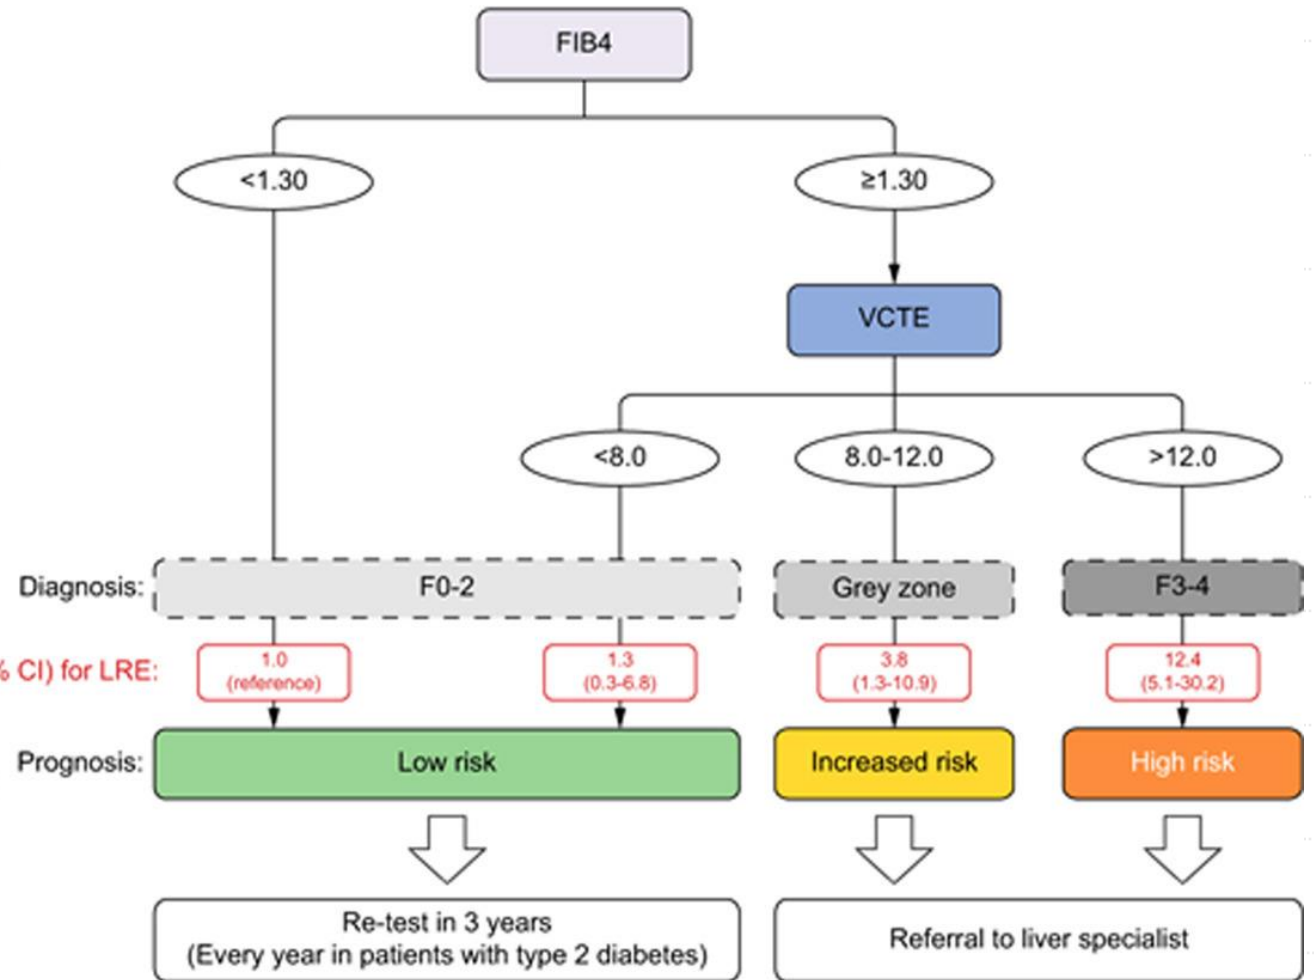 FIB4
<1.30
≥1.30
VCTE
<8.0
8.0-12.0
>12.0
Diagnosis:
F0-2
Grey zone
F3-4
% CI) for LRE:
1.0
(reference)
1.3
(0.3-6.8)
3.8
(1.3-10.9)
12.4
(5.1-30.2)
Prognosis:
Low risk
Increased risk
High risk
Re-test in 3 years
(Every year in patients with type 2 diabetes)
Referral to liver specialist